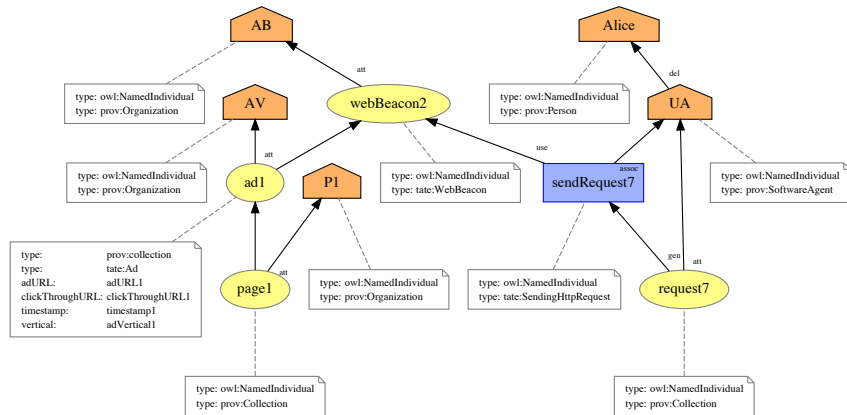 AB
Alice
att
del
type: owl:NamedIndividual
type: prov:Organization
AV
webBeacon2
type: owl:NamedIndividual
type: prov:Person
UA
att
use
type: owl:NamedIndividual
type: prov:Organization
ad1
P1
type: owl:NamedIndividual
type: tate:WebBeacon
assoc
sendRequest7
type: owl:NamedIndividual
type: prov:SoftwareAgent
type: prov:collection
type: tate:Ad
adURL: adURL1
clickThroughURL: clickThroughURL1
timestamp: timestamp1
vertical: adVertical1
att
page1
type: owl:NamedIndividual
type: prov:Organization
type: owl:NamedIndividual
type: tate:SendingHttpRequest
gen
att
request7
type: owl:NamedIndividual
type: prov:Collection
type: owl:NamedIndividual
type: prov:Collection